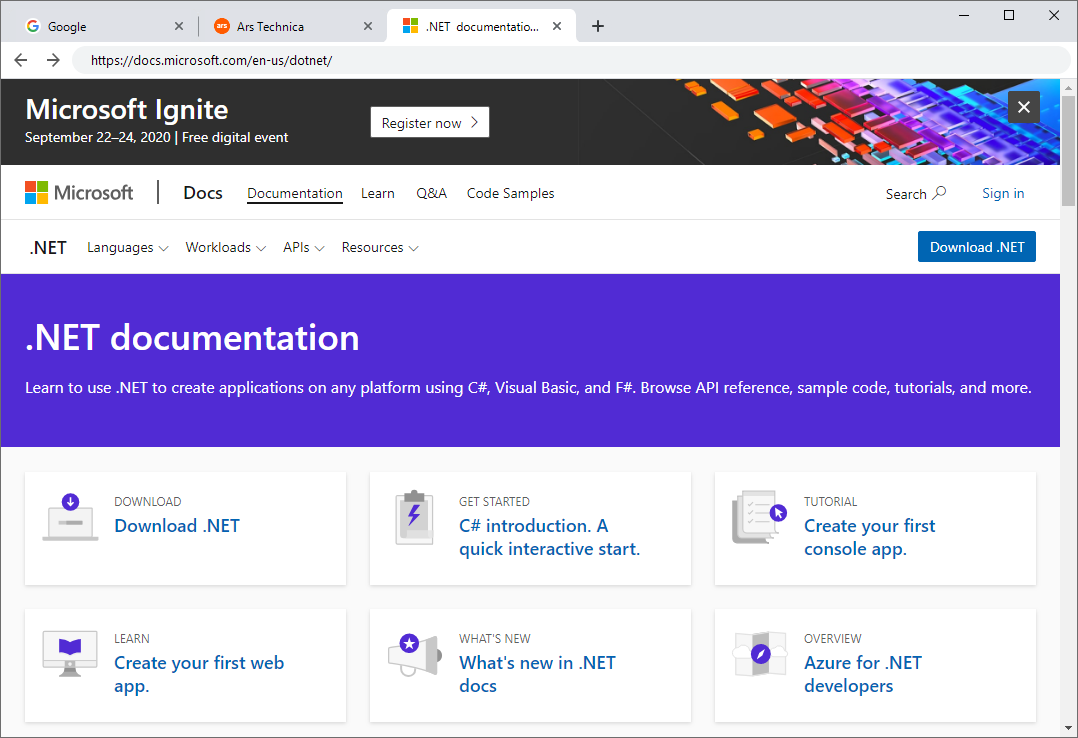 Google
ars Ars Technica
.NET documentatio...
https://docs.microsoft.com/en-us/dotnet/
Microsoft Ignite
September 22–24, 2020 | Free digital event
Register now
Microsoft
Docs
Documentation
Learn
Q&A
Code Samples
Search
Sign in
.NET
Languages
Workloads
APIs
Resources
Download .NET
.NET documentation
Learn to use .NET to create applications on any platform using C#, Visual Basic, and F#. Browse API reference, sample code, tutorials, and more.
DOWNLOAD
Download .NET
GET STARTED
C# introduction. A
quick interactive start.
TUTORIAL
Create your first
console app.
LEARN
Create your first web
app.
WHAT'S NEW
What's new in .NET
docs
OVERVIEW
Azure for .NET
developers